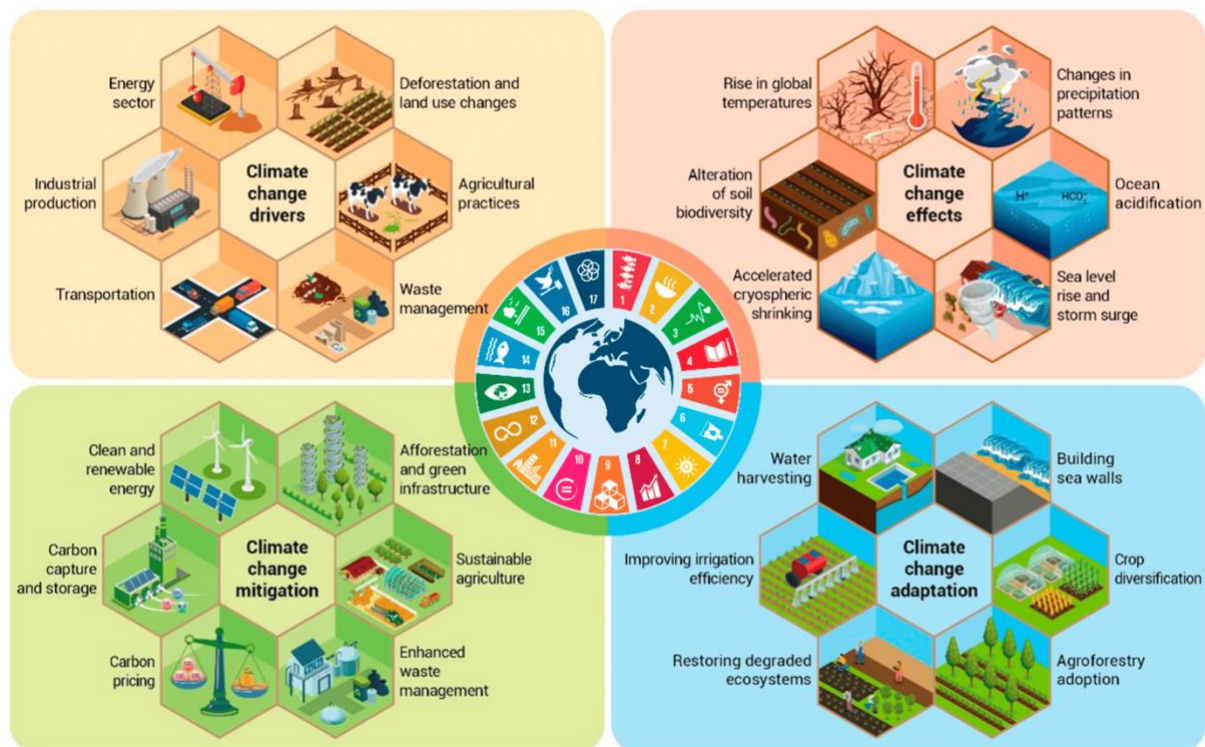 Energy
sector
Deforestation and
land use changes
Industrial
production
Climate
change
drivers
Agricultural
practices
Transportation
Waste
management
Rise in global
temperatures
Changes in
precipitation
patterns
Alteration of soil
biodiversity
Climate
change
effects
H⁺
HCO₃⁻
Ocean
acidification
Accelerated
cryospheric
shrinking
Sea level
rise and
storm surge
1
2
3
4
5
6
7
8
9
10
11
12
13
14
15
16
17
Clean and
renewable
energy
Afforestation
and green
infrastructure
Carbon
capture
and storage
Climate
change
mitigation
Sustainable
agriculture
Carbon
pricing
Enhanced
waste
management
Water
harvesting
Building
sea walls
Improving irrigation
efficiency
Climate
change
adaptation
Crop
diversification
Restoring degraded
ecosystems
Agroforestry
adoption